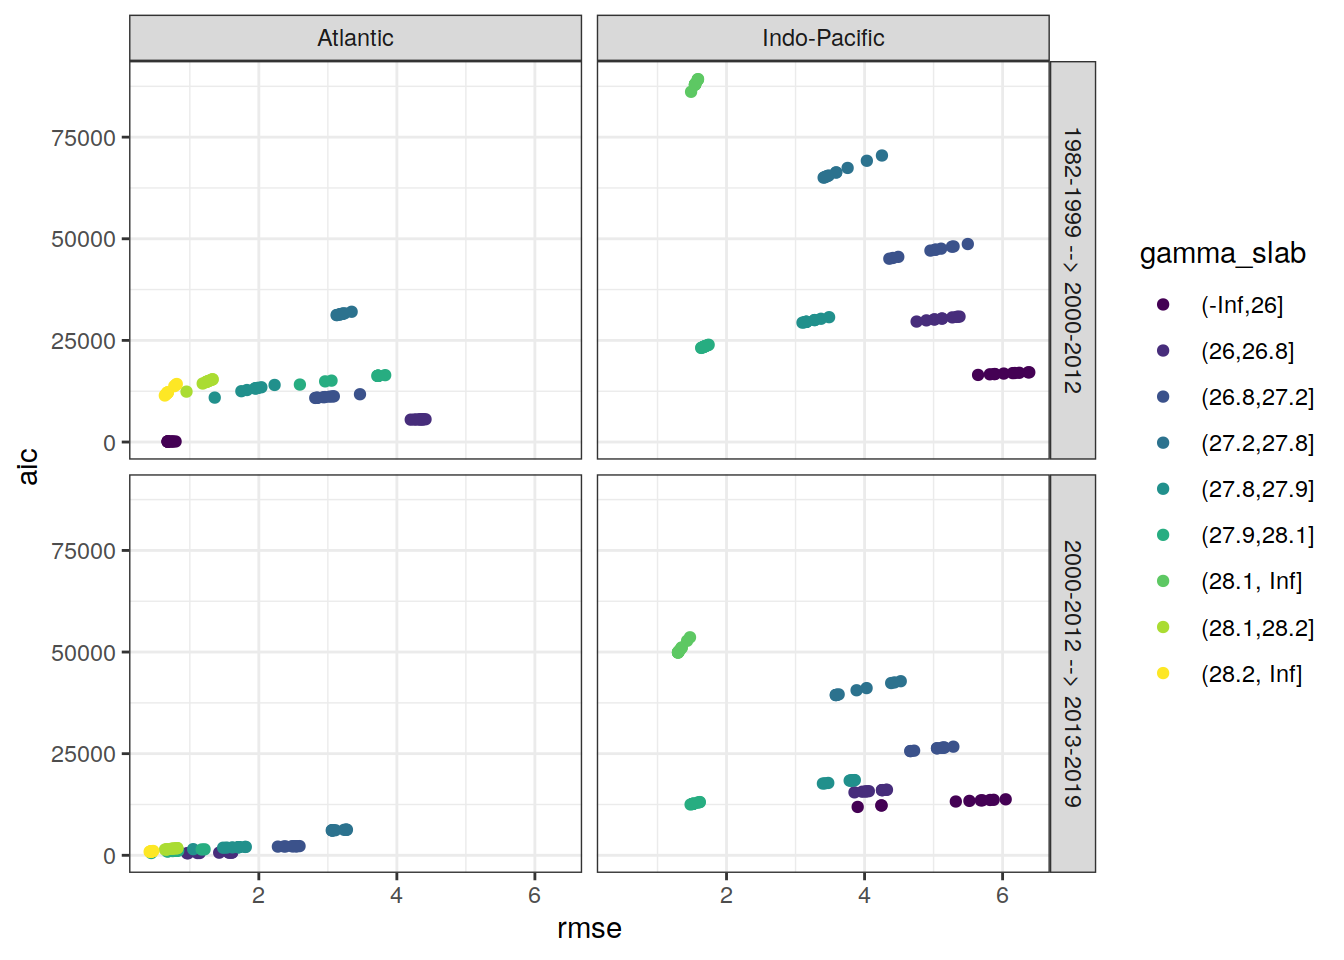 Atlantic
Indo-Pacific
75000
50000
25000
0
1982-1999 --> 2000-2012
75000
50000
25000
0
2000-2012 --> 2013-2019
aic
2
4
6
2
4
6
rmse
gamma_slab
(-Inf,26]
(26,26.8]
(26.8,27.2]
(27.2,27.8]
(27.8,27.9]
(27.9,28.1]
(28.1, Inf]
(28.1,28.2]
(28.2, Inf]